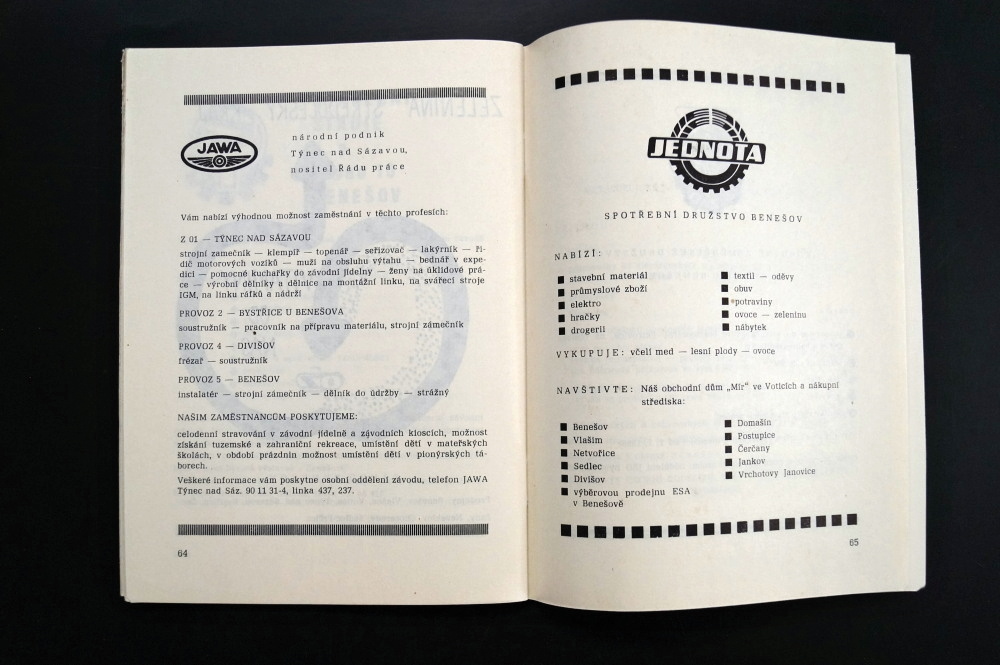 JAWA
národní podnik
Týnec nad Sázavou,
nositel Řádu práce
Vám nabízí výhodnou možnost zaměstnání v těchto profesích:
Z 01 — TÝNEC NAD SÁZAVOU
strojní zamečník — klempíř — topenář — seřizovač — lakýrník — ři-
dič motorových vozíků — muži na obsluhu výtahu — bednář v expe-
dici — pomocné kuchařky do závodní jídelny — ženy na úklidové prá-
ce — výrobní dělníky a dělnice na montážní linku, na svářecí stroje
IGM, na linku ráfků a nádrží
PROVOZ 2 — BYSTŘICE U BENEŠOVA
soustružník — pracovník na přípravu materiálu, strojní zámečník
PROVOZ 4 — DIVIŠOV
frézař — soustružník
PROVOZ 5 — BENEŠOV
instalatér — strojní zámečník — dělník do údržby — strážný
NAŠIM ZAMĚSTNANCŮM POSKYTUJEME:
celodenní stravování v závodní jídelně a závodních kioscích, možnost
získání tuzemské a zahraniční rekreace, umístění dětí v mateřských
školách, v období prázdnin možnost umístění dětí v pionýrských tá-
borech.
Veškeré informace vám poskytne osobní oddělení závodu, telefon JAWA
Týnec nad Sáz. 90 11 31-4, linka 437, 237.
64
JEDNOTA
SPOTŘEBNÍ DRUŽSTVO BENEŠOV
NABÍZÍ:
■ stavební materiál
■ průmyslové zboží
■ elektro
■ hračky
■ drogerii
■ textil — oděvy
■ obuv
■ potraviny
■ ovoce — zeleninu
■ nábytek
VYKUPUJE: včelí med — lesní plody — ovoce
NAVŠTIVTE: Náš obchodní dům „Mír" ve Voticích a nákupní
střediska:
■ Benešov
■ Vlašim
■ Netvořice
■ Sedlec
■ Divišov
■ výběrovou prodejnu ESA
v Benešově
■ Domašín
■ Postupice
■ Čerčany
■ Jankov
■ Vrchotovy Janovice
65